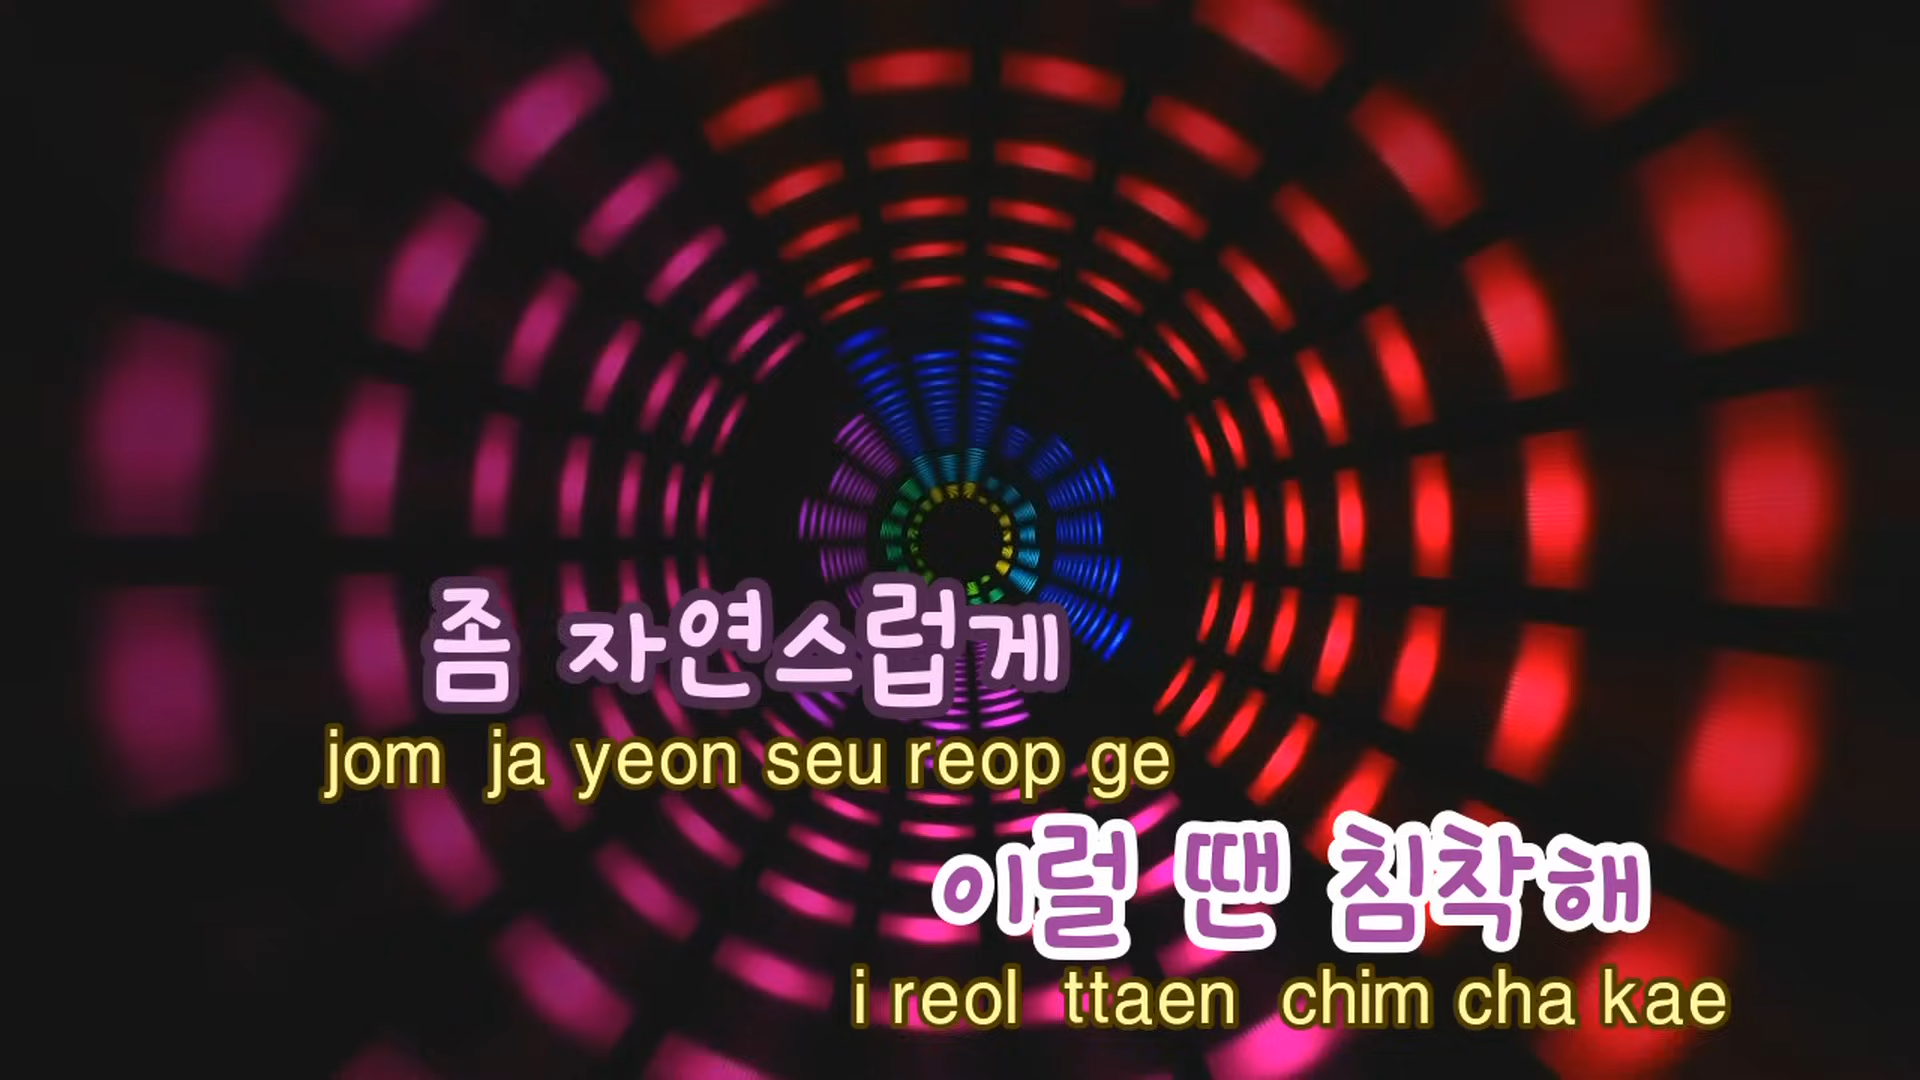 좀 자연스럽게
jom ja yeon seu reop ge
이럴 땐 침착해
i reol ttaen chim cha kae